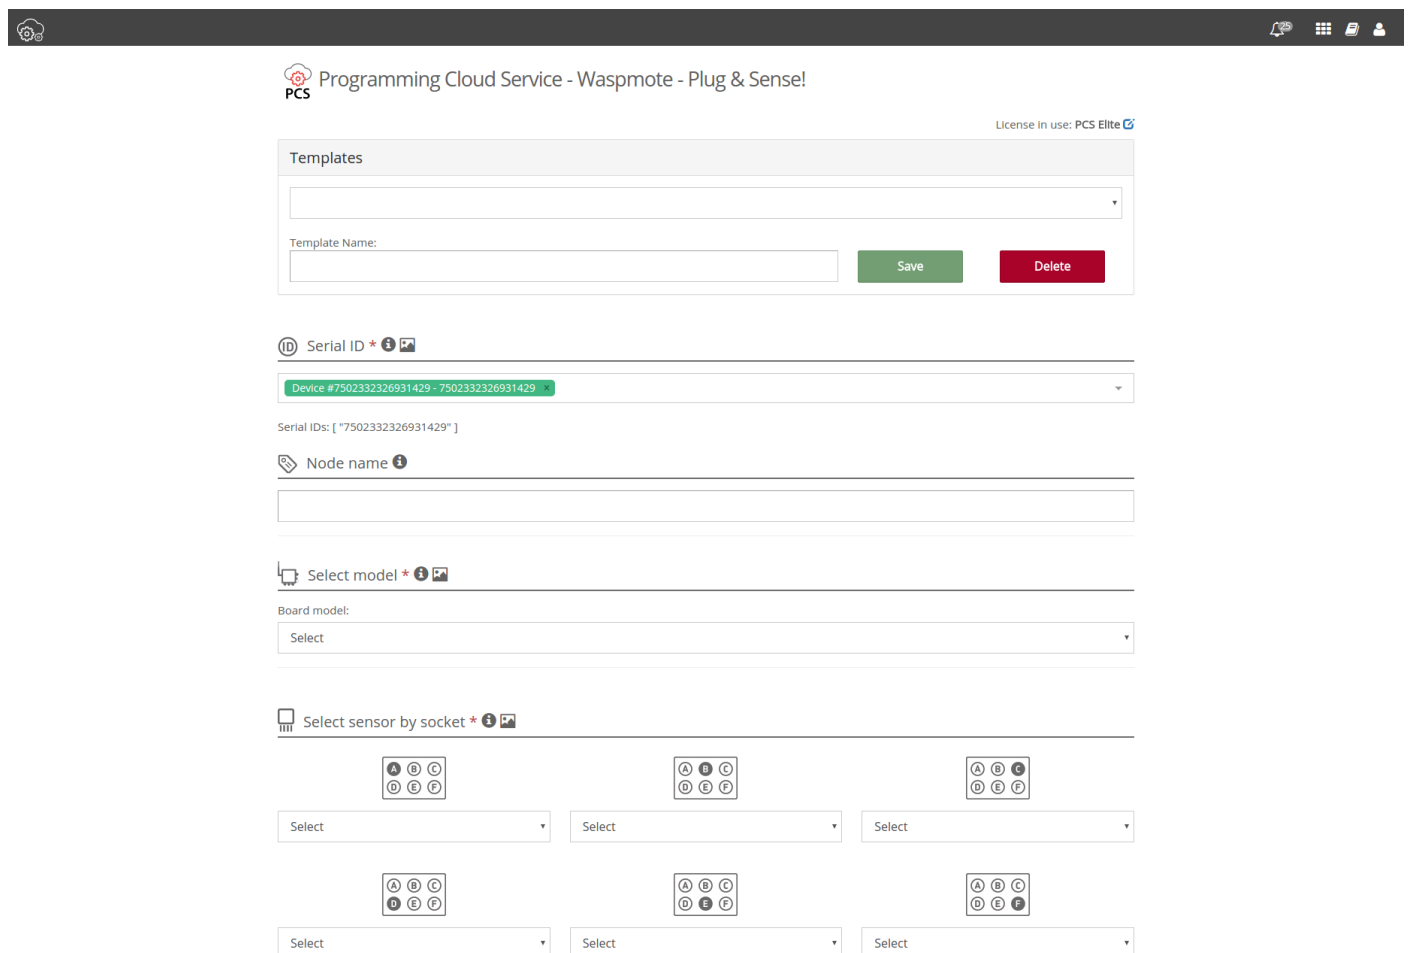 25
PCS
Programming Cloud Service - Waspmote - Plug & Sense!
License in use: PCS Elite
Templates
Template Name:
Save
Delete
ID Serial ID *
Device #7502332326931429 - 7502332326931429 ×
Serial IDs: [ "7502332326931429" ]
Node name
Select model *
Board model:
Select
Select sensor by socket *
A B C A B C A B C
D E F D E F D E F
Select Select Select
A B C A B C A B C
D E F D E F D E F
Select Select Select